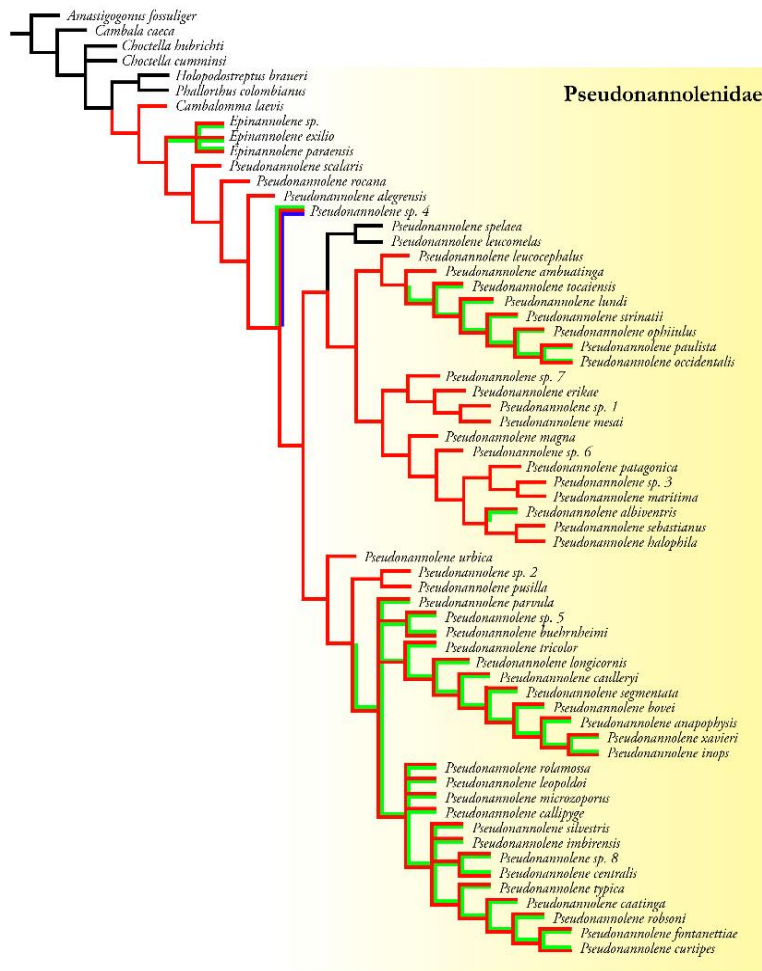 Amastigogonus fossuliger
Cambala caeca
Choctella hubrichti
Choctella cumminsi
Holopodostreptus braueri
Phallorthus colombianus
Pseudonannolenidae
Cambalomma laevis
Epinannolene sp.
Epinannolene exilio
Epinannolene paraensis
Pseudonannolene scalaris
Pseudonannolene rocana
Pseudonannolene alegrensis
Pseudonannolene sp. 4
Pseudonannolene spelaea
Pseudonannolene leucomelas
Pseudonannolene leucocephalus
Pseudonannolene ambuatinga
Pseudonannolene tocaiensis
Pseudonannolene lundi
Pseudonannolene strinatii
Pseudonannolene ophiiulus
Pseudonannolene paulista
Pseudonannolene occidentalis
Pseudonannolene sp. 7
Pseudonannolene erikae
Pseudonannolene sp. 1
Pseudonannolene mesai
Pseudonannolene magna
Pseudonannolene sp. 6
Pseudonannolene patagonica
Pseudonannolene sp. 3
Pseudonannolene maritima
Pseudonannolene albiventris
Pseudonannolene sebastianus
Pseudonannolene halophila
Pseudonannolene urbica
Pseudonannolene sp. 2
Pseudonannolene pusilla
Pseudonannolene parvula
Pseudonannolene sp. 5
Pseudonannolene buehrnheimi
Pseudonannolene tricolor
Pseudonannolene longicornis
Pseudonannolene caulleryi
Pseudonannolene segmentata
Pseudonannolene bovei
Pseudonannolene anapophysis
Pseudonannolene xavieri
Pseudonannolene inops
Pseudonannolene rolamossa
Pseudonannolene leopoldoi
Pseudonannolene microzoporus
Pseudonannolene callipyge
Pseudonannolene silvestris
Pseudonannolene imbirensis
Pseudonannolene sp. 8
Pseudonannolene centralis
Pseudonannolene typica
Pseudonannolene caatinga
Pseudonannolene robsoni
Pseudonannolene fontanettiae
Pseudonannolene curtipes